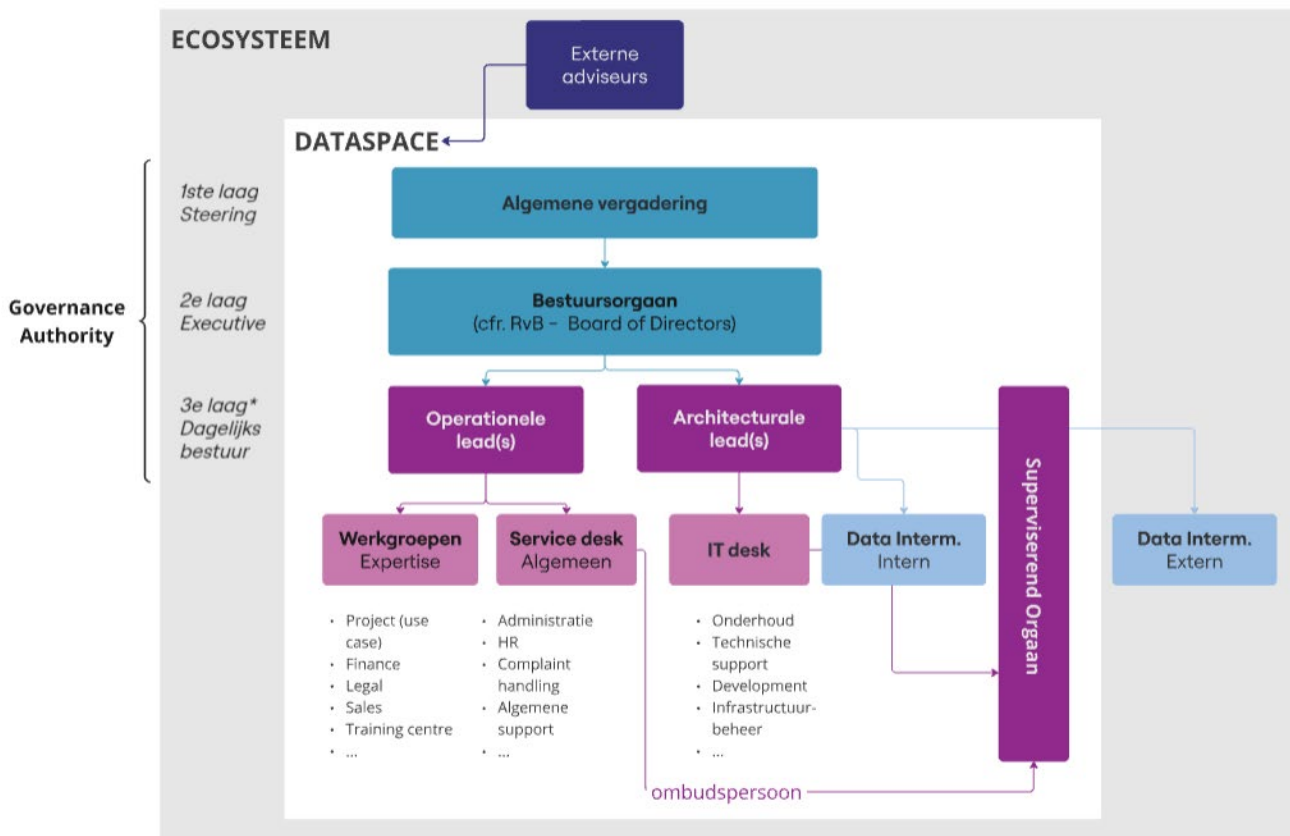 ECOSYSTEEM
Externe
adviseurs
DATASPACE
Governance
Authority
1ste laag
Steering
Algemene vergadering
2e laag
Executive
Bestuursorgaan
(cfr. RvB - Board of Directors)
3e laag*
Dagelijks
bestuur
Operationele
lead(s)
Architecturale
lead(s)
Superviserend Orgaan
Werkgroepen
Expertise
Service desk
Algemeen
IT desk
Data Interm.
Intern
Data Interm.
Extern
· Project (use
case)
· Finance
· Legal
· Sales
· Training centre
· ...
· Administratie
· HR
· Complaint
handling
· Algemene
support
· ...
· Onderhoud
· Technische
support
· Development
· Infrastructuur-
beheer
· ...
ombudspersoon